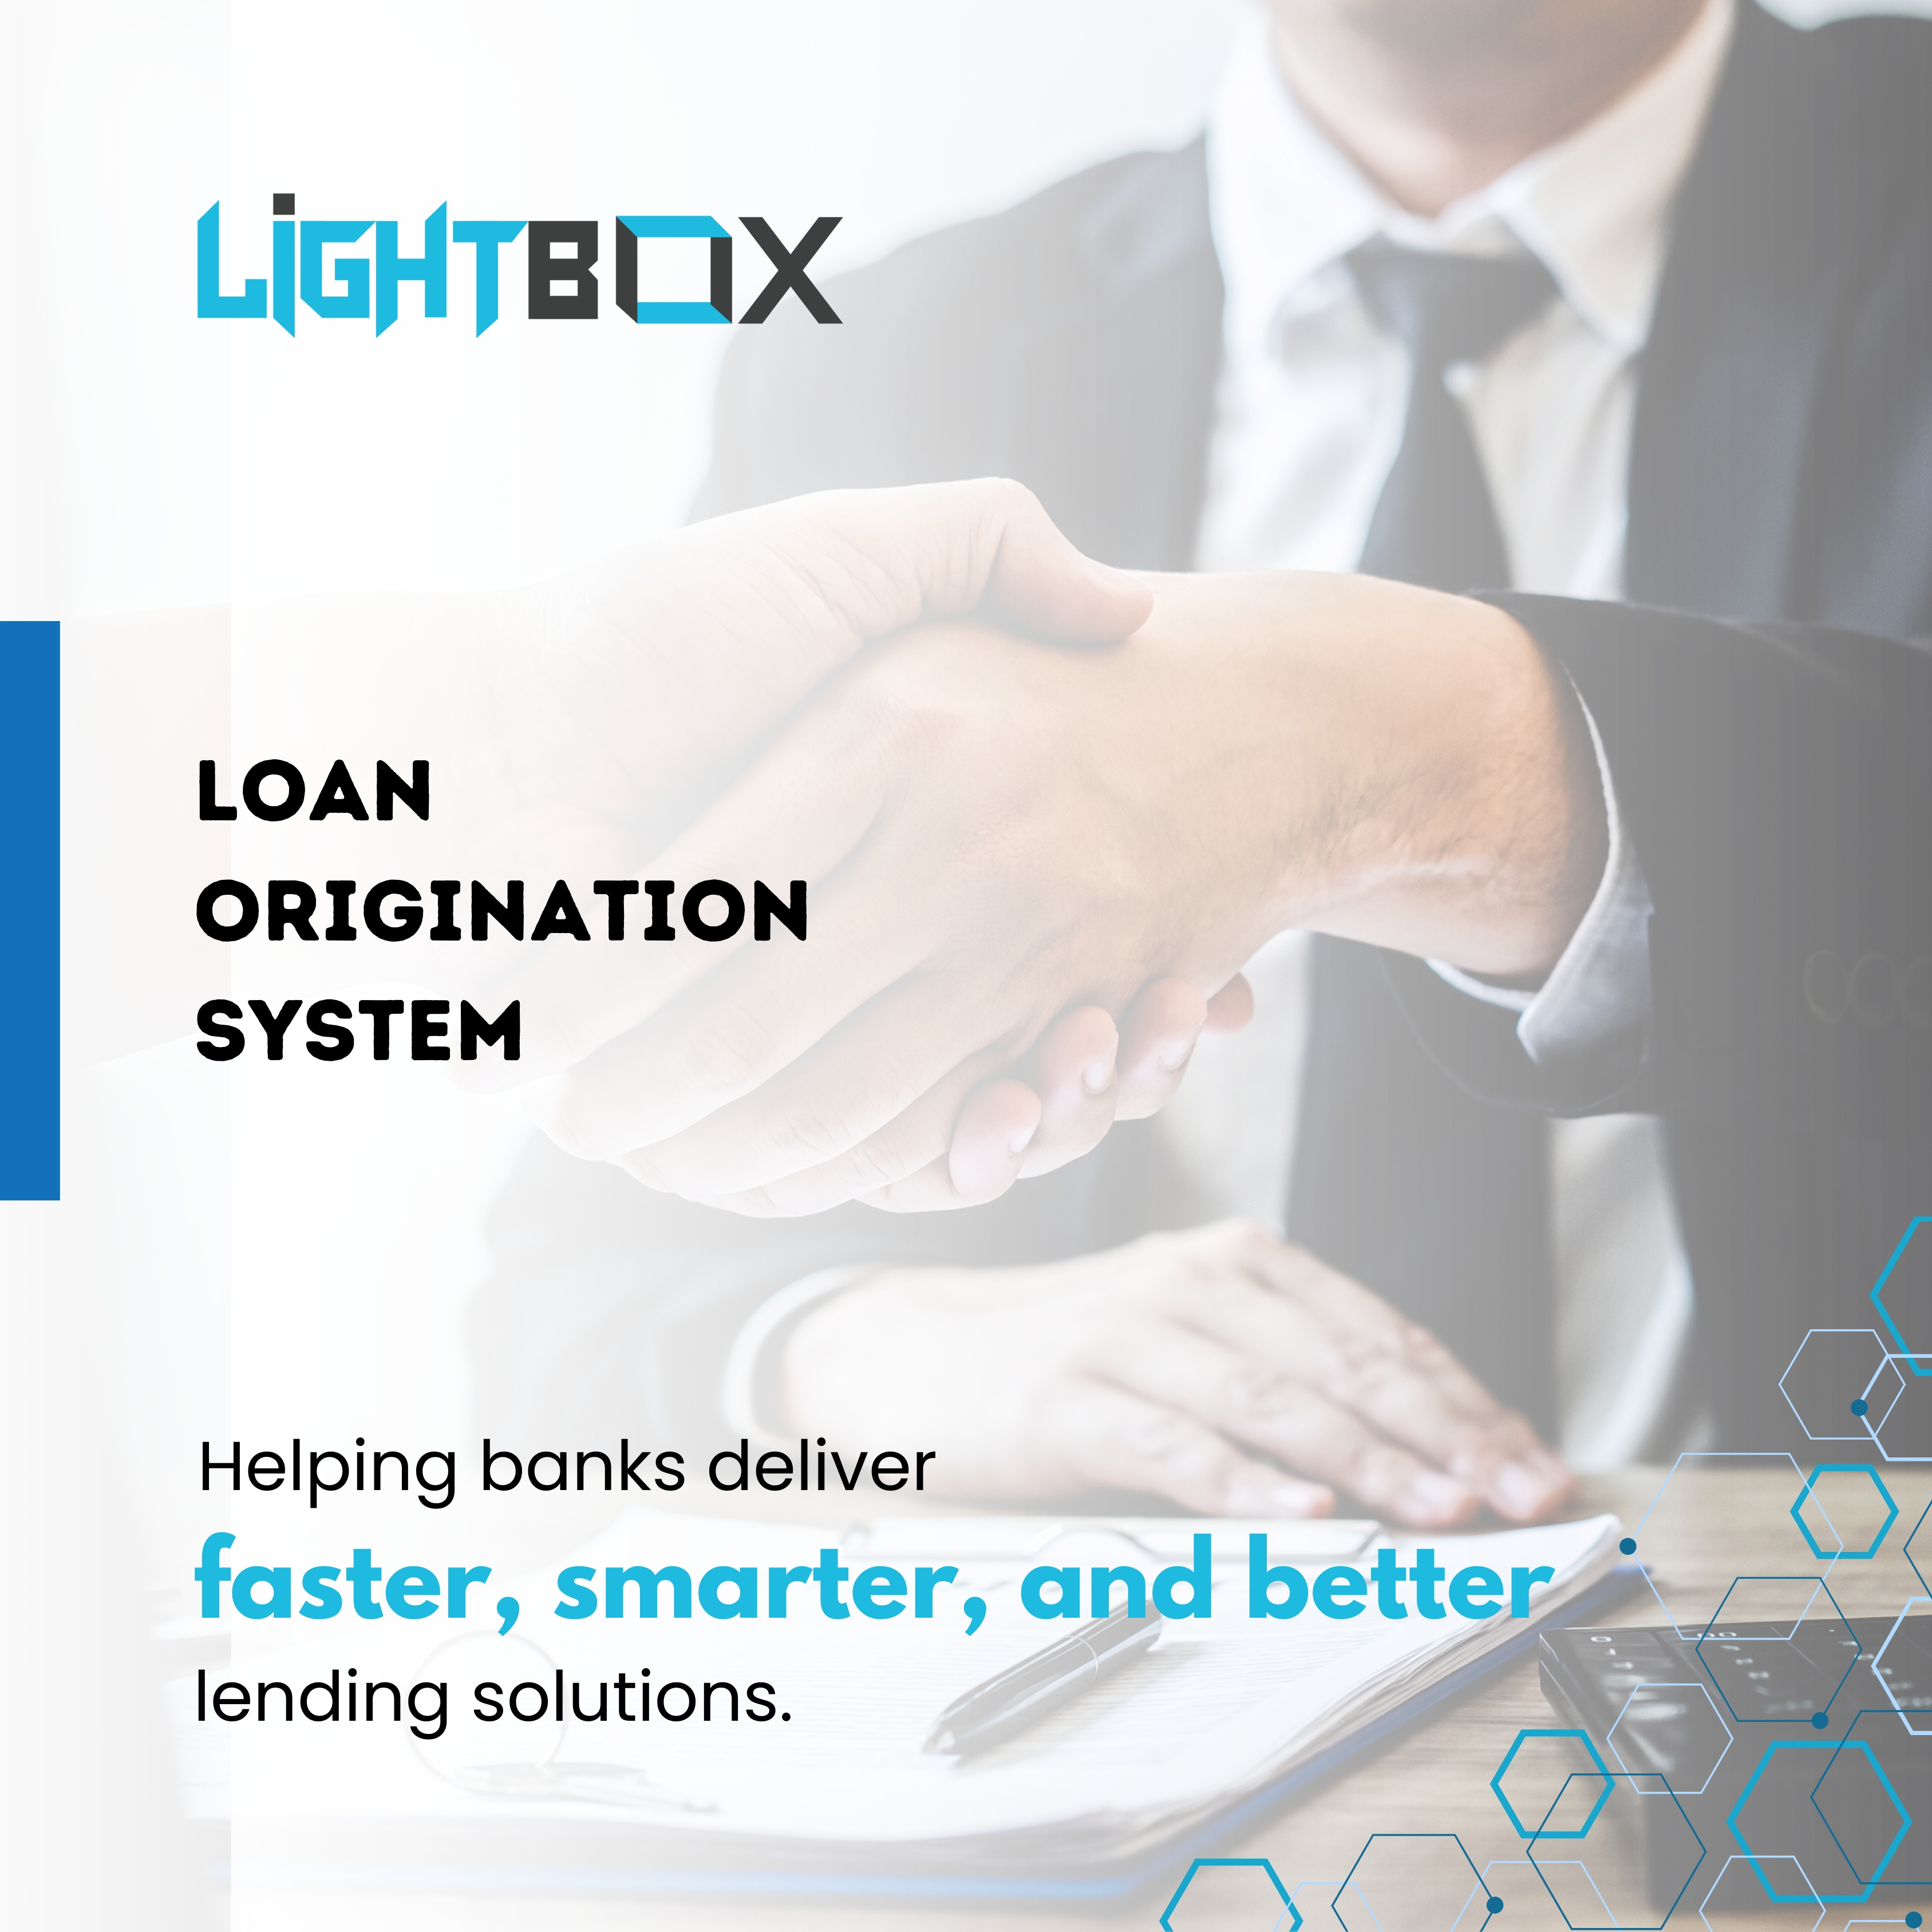 LiGHTBOX
LOAN
ORIGINATION
SYSTEM
Helping banks deliver
faster, smarter, and better
lending solutions.